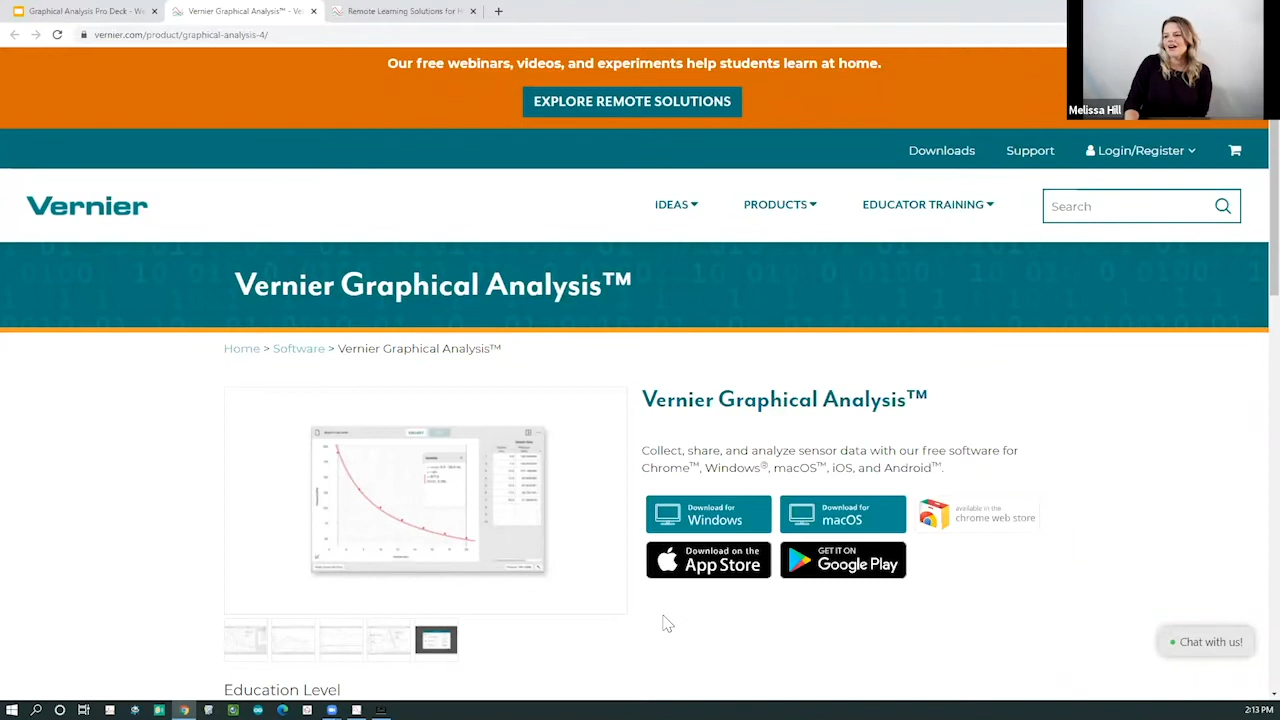 Graphical Analysis Pro Deck - We
Vernier Graphical Analysis™ - Ve
Remote Learning Solutions for H
vernier.com/product/graphical-analysis-4/
Our free webinars, videos, and experiments help students learn at home.
EXPLORE REMOTE SOLUTIONS
Melissa Hill
Downloads
Support
Login/Register
Vernier
IDEAS
PRODUCTS
EDUCATOR TRAINING
Search
Vernier Graphical Analysis™
Home > Software > Vernier Graphical Analysis™
Vernier Graphical Analysis™
Collect, share, and analyze sensor data with our free software for
Chrome™, Windows®, macOS™, iOS, and Android™.
Download for
Windows
Download for
macOS
available in the
chrome web store
Download on the
App Store
GET IT ON
Google Play
Chat with us!
Education Level
2:13 PM